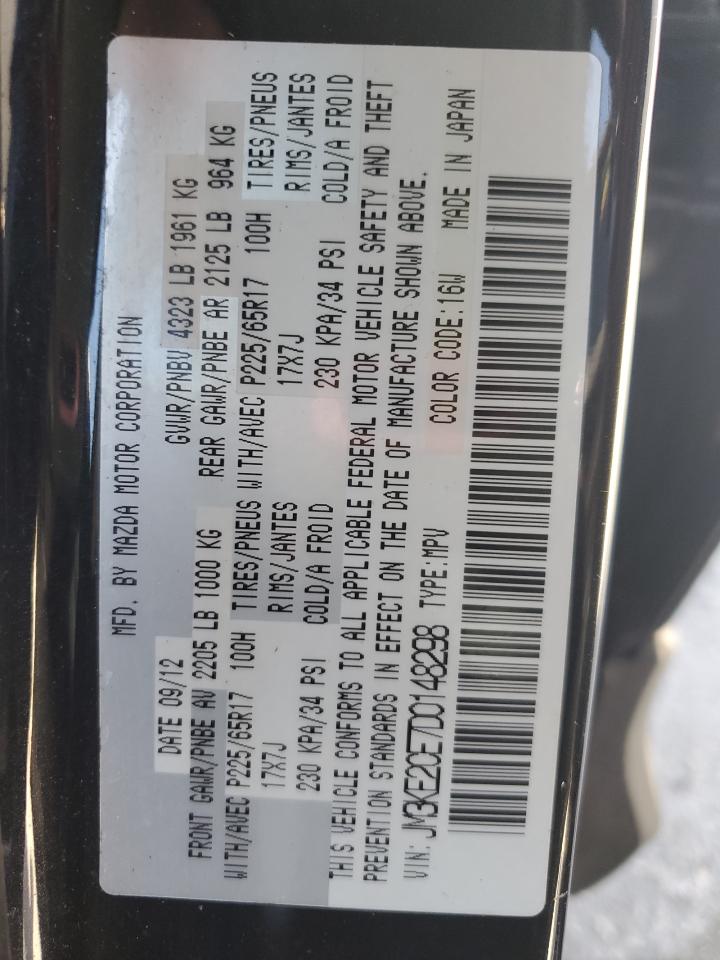 MFD. BY MAZDA MOTOR CORPORATION
DATE 09/12 GVWR/PNBV 4323 LB 1961 KG
FRONT GAWR/PNBE AV 2205 LB 1000 KG REAR GAWR/PNBE AR 2125 LB 964 KG
WITH/AVEC P225/65R17 100H TIRES/PNEUS WITH/AVEC P225/65R17 100H TIRES/PNEUS
17X7J RIMS/JANTES 17X7J RIMS/JANTES
230 KPA/34 PSI COLD/A FROID 230 KPA/34 PSI COLD/A FROID
THIS VEHICLE CONFORMS TO ALL APPLICABLE FEDERAL MOTOR VEHICLE SAFETY AND THEFT
PREVENTION STANDARDS IN EFFECT ON THE DATE OF MANUFACTURE SHOWN ABOVE.
VIN: JM3KE2CE7D0148298 TYPE:MPV COLOR CODE:16W MADE IN JAPAN